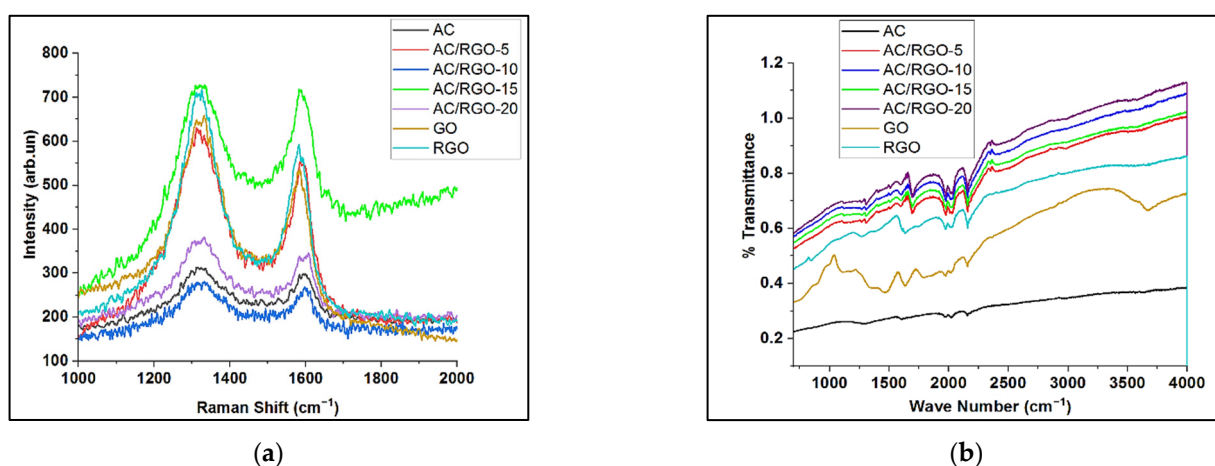 800
700
600
500
400
300
200
100
Intensity (arb.un)
AC
AC/RGO-5
AC/RGO-10
AC/RGO-15
AC/RGO-20
GO
RGO
1000 1200 1400 1600 1800 2000
Raman Shift (cm⁻¹)
(a)
AC
AC/RGO-5
AC/RGO-10
AC/RGO-15
AC/RGO-20
GO
RGO
1.2
1.0
0.8
0.6
0.4
0.2
% Transmittance
1000 1500 2000 2500 3000 3500 4000
Wave Number (cm⁻¹)
(b)